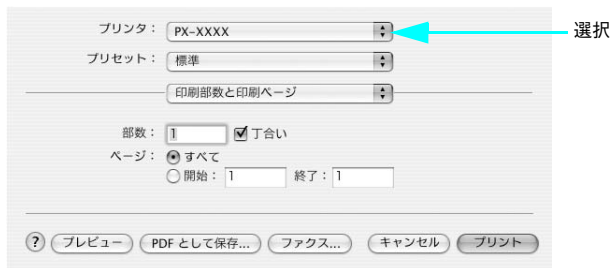 プリンタ： PX-XXXX 選択
プリセット： 標準
印刷部数と印刷ページ
部数： 1 丁合い
ページ： すべて
開始： 1 終了： 1
? プレビュー PDF として保存... ファクス... キャンセル プリント